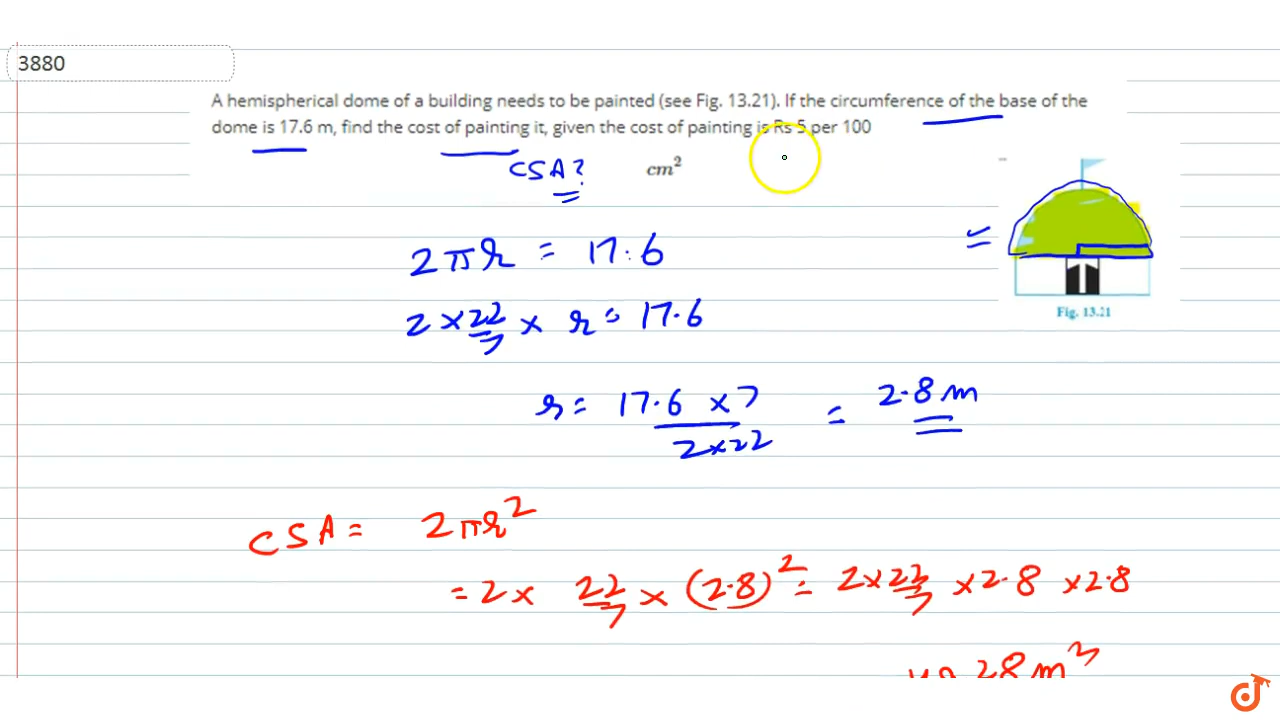 3880
A hemispherical dome of a building needs to be painted (see Fig. 13.21). If the circumference of the base of the
dome is 17.6 m, find the cost of painting it, given the cost of painting is Rs 5 per 100
CSA? cm²
2πr = 17.6
2 × 22/7 × r = 17.6
Fig. 13.21
r = 17.6 × 7 / 2×22 = 2.8 m
CSA = 2πr²
= 2 × 22/7 × (2.8)² = 2×22/7 × 2.8 × 2.8
28 m³